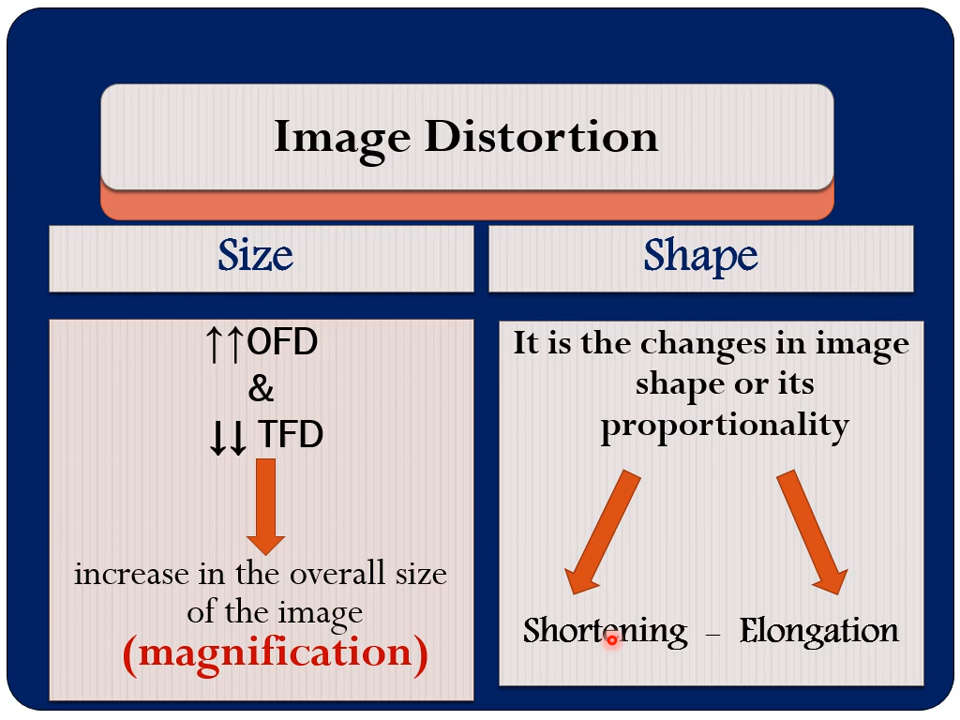 Image Distortion
Size
Shape
↑↑OFD
&
↓↓ TFD
increase in the overall size
of the image
(magnification)
It is the changes in image
shape or its
proportionality
Shortening – Elongation